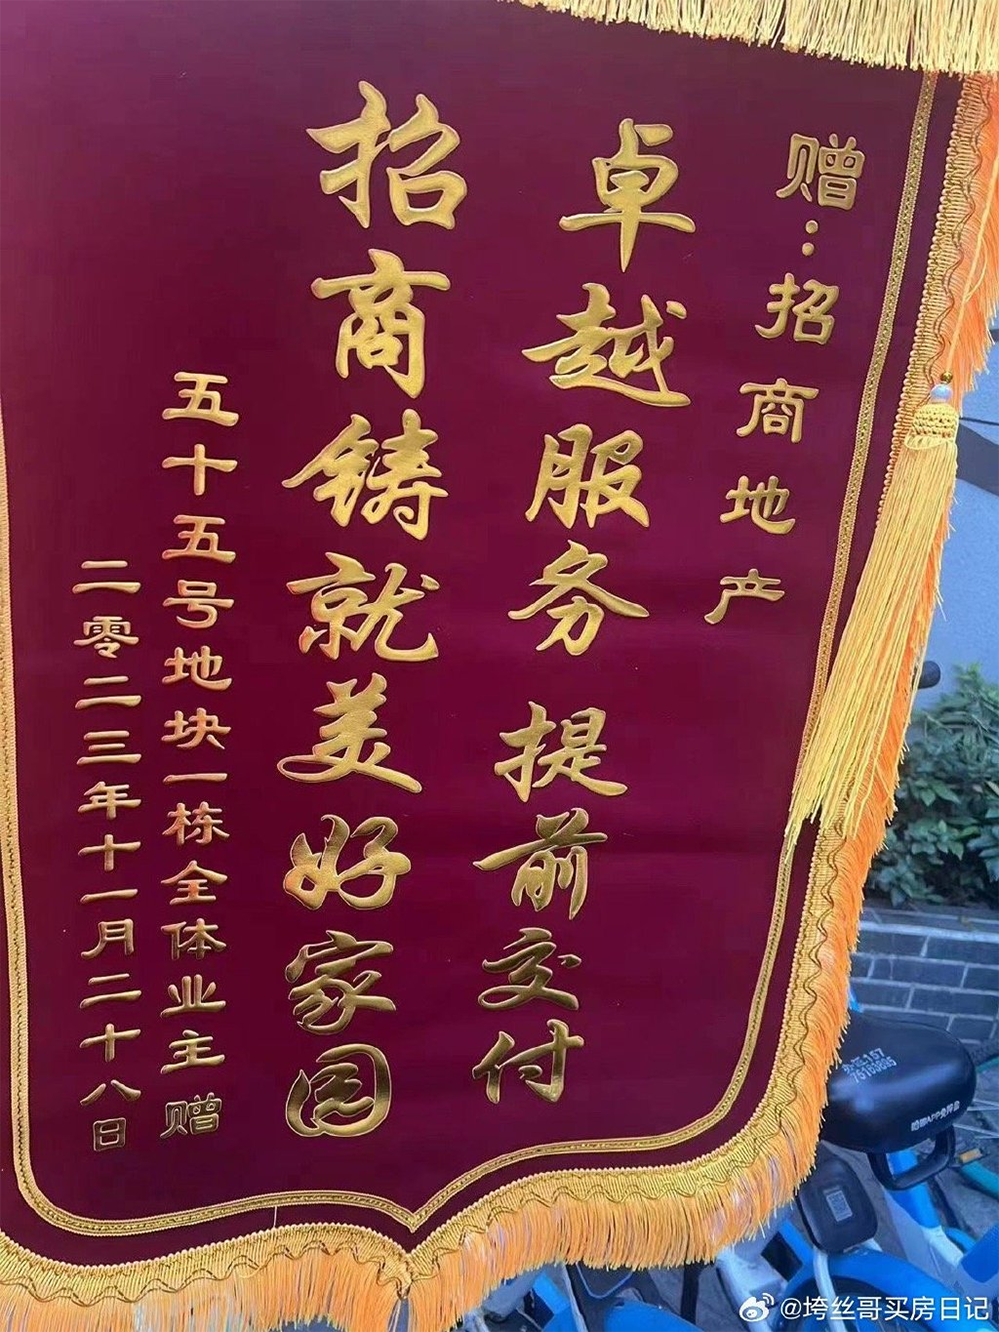 赠：招商地产
卓越服务 提前交付
招商铸就美好家园
五十五号地块一栋全体业主 赠
二零二三年十一月二十八日
@垮丝哥买房日记